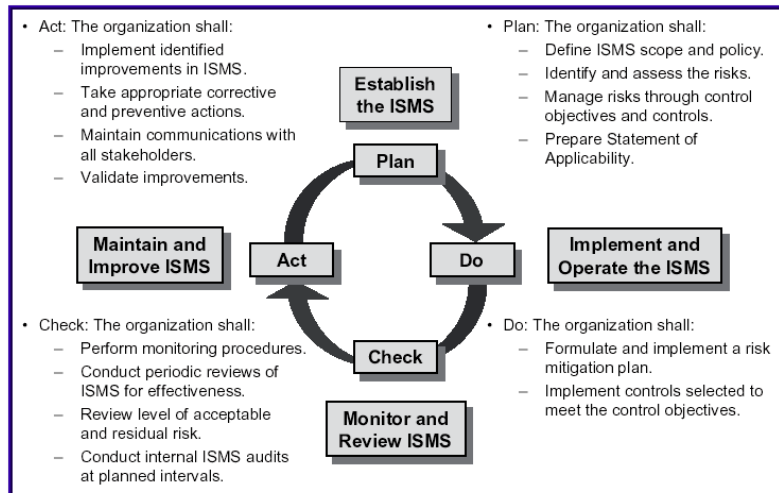 • Act: The organization shall:
– Implement identified
improvements in ISMS.
– Take appropriate corrective
and preventive actions.
– Maintain communications with
all stakeholders.
– Validate improvements.
Establish
the ISMS
• Plan: The organization shall:
– Define ISMS scope and policy.
– Identify and assess the risks.
– Manage risks through control
objectives and controls.
– Prepare Statement of
Applicability.
Plan
Maintain and
Improve ISMS
Act
Do
Implement and
Operate the ISMS
• Check: The organization shall:
– Perform monitoring procedures.
– Conduct periodic reviews of
ISMS for effectiveness.
– Review level of acceptable
and residual risk.
– Conduct internal ISMS audits
at planned intervals.
Check
Monitor and
Review ISMS
• Do: The organization shall:
– Formulate and implement a risk
mitigation plan.
– Implement controls selected to
meet the control objectives.